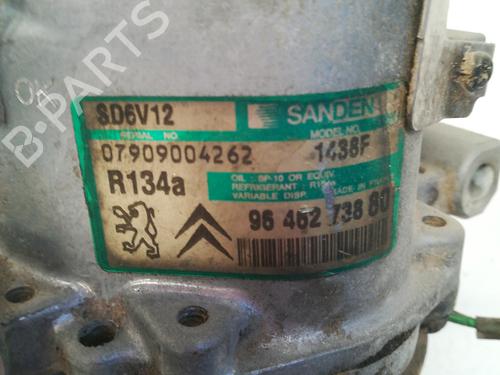 B-PARTS
OK
SD6V12
SANDEN
SERIAL NO
MODEL NO.
07909004262
1438F
R134a
OIL : SP-10 OR EQUIV.
REFRIGERANT : R134a
VARIABLE DISP. MADE IN FRANCE
96 462 738 80